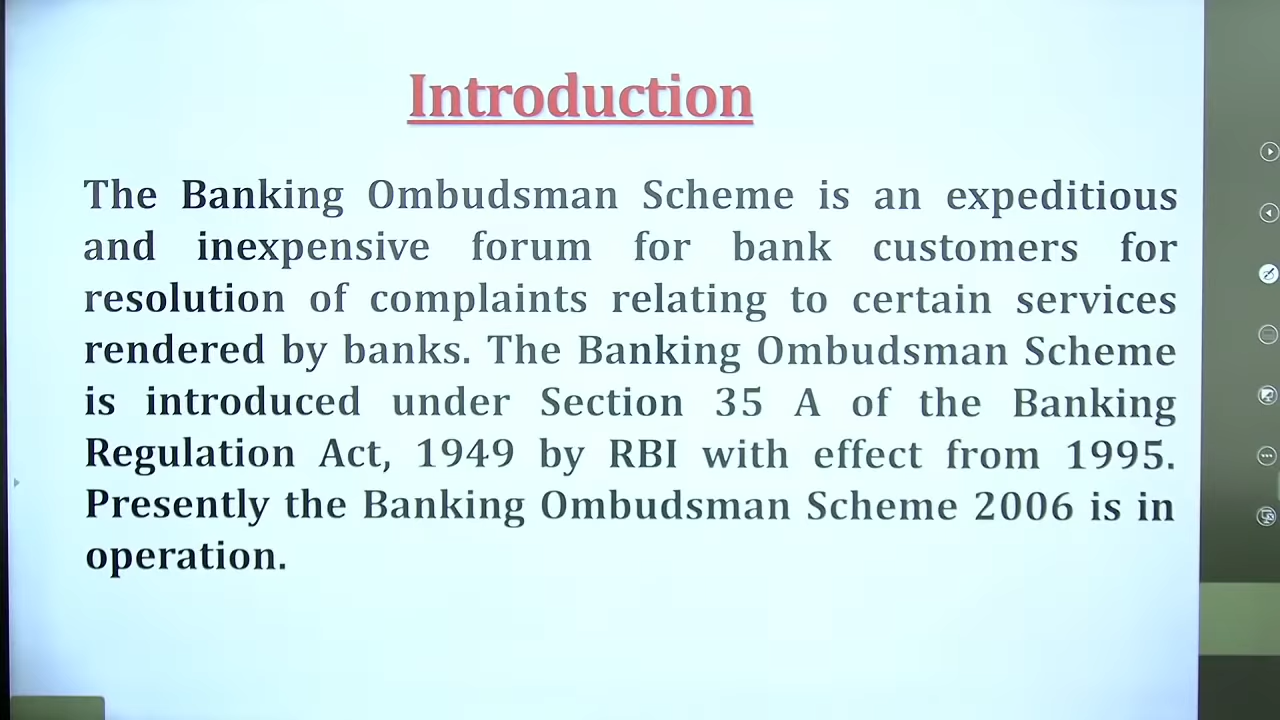 Introduction
The Banking Ombudsman Scheme is an expeditious
and inexpensive forum for bank customers for
resolution of complaints relating to certain services
rendered by banks. The Banking Ombudsman Scheme
is introduced under Section 35 A of the Banking
Regulation Act, 1949 by RBI with effect from 1995.
Presently the Banking Ombudsman Scheme 2006 is in
operation.